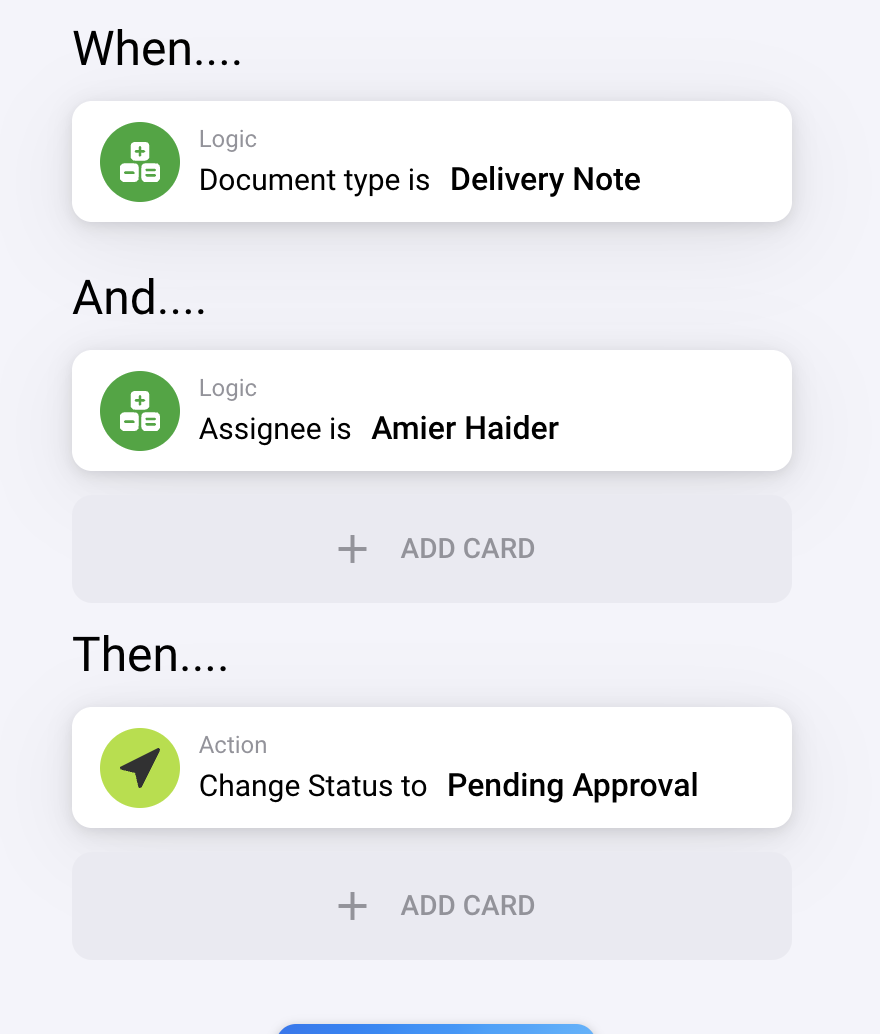 When....
Logic
Document type is Delivery Note
And....
Logic
Assignee is Amier Haider
+ ADD CARD
Then....
Action
Change Status to Pending Approval
+ ADD CARD